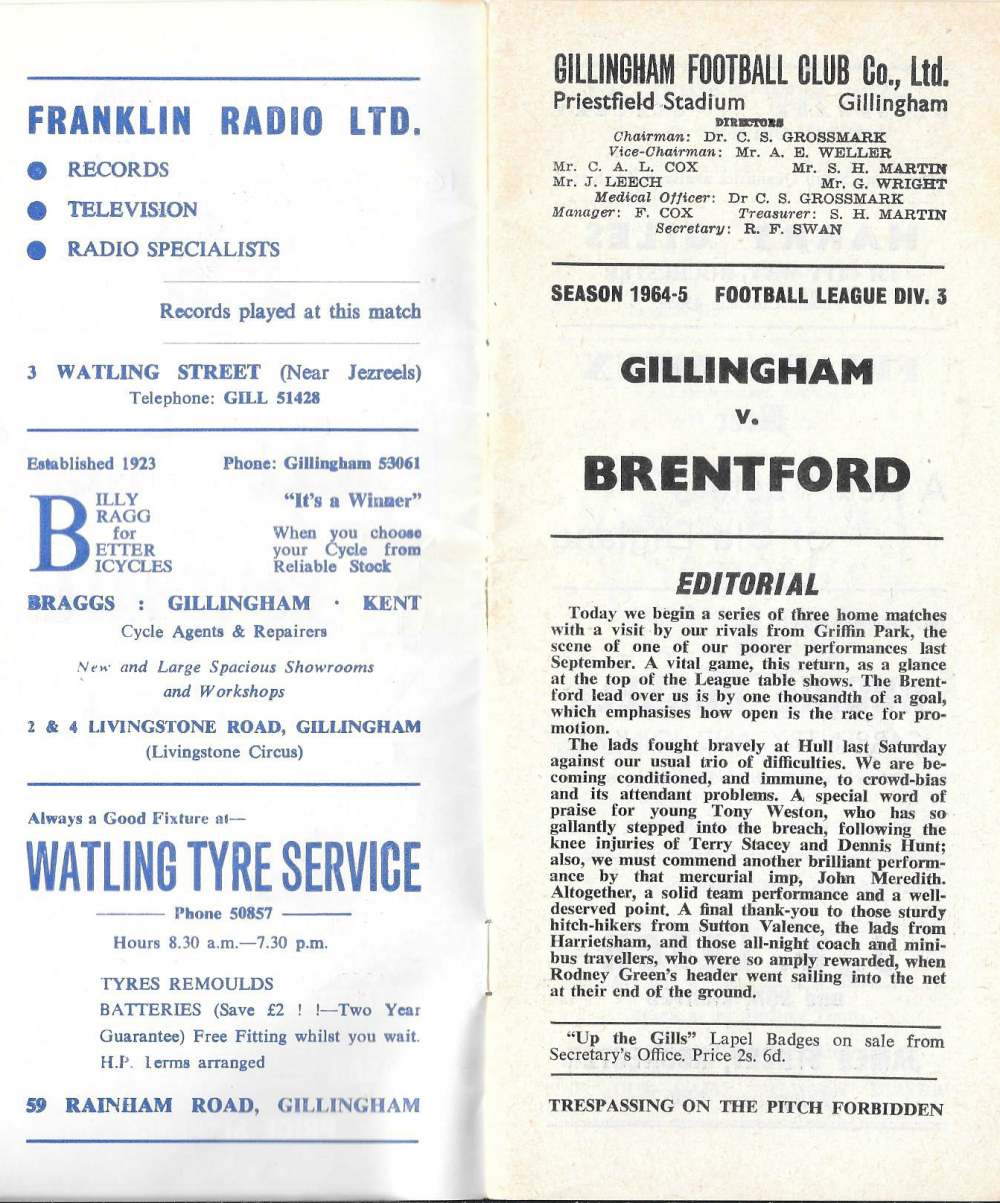 FRANKLIN RADIO LTD.
● RECORDS
● TELEVISION
● RADIO SPECIALISTS
Records played at this match
3 WATLING STREET (Near Jezreels)
Telephone: GILL 51428
Established 1923 Phone: Gillingham 53061
BILLY
RAGG
for
ETTER
ICYCLES
"It's a Winner"
When you choose
your Cycle from
Reliable Stock
BRAGGS : GILLINGHAM · KENT
Cycle Agents & Repairers
New and Large Spacious Showrooms
and Workshops
2 & 4 LIVINGSTONE ROAD, GILLINGHAM
(Livingstone Circus)
Always a Good Fixture at—
WATLING TYRE SERVICE
Phone 50857
Hours 8.30 a.m.—7.30 p.m.
TYRES REMOULDS
BATTERIES (Save £2 ! !—Two Year
Guarantee) Free Fitting whilst you wait.
H.P. Terms arranged
59 RAINHAM ROAD, GILLINGHAM
GILLINGHAM FOOTBALL CLUB Co., Ltd.
Priestfield Stadium Gillingham
DIRECTORS
Chairman: Dr. C. S. GROSSMARK
Vice-Chairman: Mr. A. E. WELLER
Mr. C. A. L. COX Mr. S. H. MARTIN
Mr. J. LEECH Mr. G. WRIGHT
Medical Officer: Dr C. S. GROSSMARK
Manager: F. COX Treasurer: S. H. MARTIN
Secretary: R. F. SWAN
SEASON 1964-5 FOOTBALL LEAGUE DIV. 3
GILLINGHAM
v.
BRENTFORD
EDITORIAL
Today we begin a series of three home matches
with a visit by our rivals from Griffin Park, the
scene of one of our poorer performances last
September. A vital game, this return, as a glance
at the top of the League table shows. The Brent-
ford lead over us is by one thousandth of a goal,
which emphasises how open is the race for pro-
motion.
The lads fought bravely at Hull last Saturday
against our usual trio of difficulties. We are be-
coming conditioned, and immune, to crowd-bias
and its attendant problems. A special word of
praise for young Tony Weston, who has so
gallantly stepped into the breach, following the
knee injuries of Terry Stacey and Dennis Hunt;
also, we must commend another brilliant perform-
ance by that mercurial imp, John Meredith.
Altogether, a solid team performance and a well-
deserved point. A final thank-you to those sturdy
hitch-hikers from Sutton Valence, the lads from
Harrietsham, and those all-night coach and mini-
bus travellers, who were so amply rewarded, when
Rodney Green's header went sailing into the net
at their end of the ground.
"Up the Gills" Lapel Badges on sale from
Secretary's Office. Price 2s. 6d.
TRESPASSING ON THE PITCH FORBIDDEN